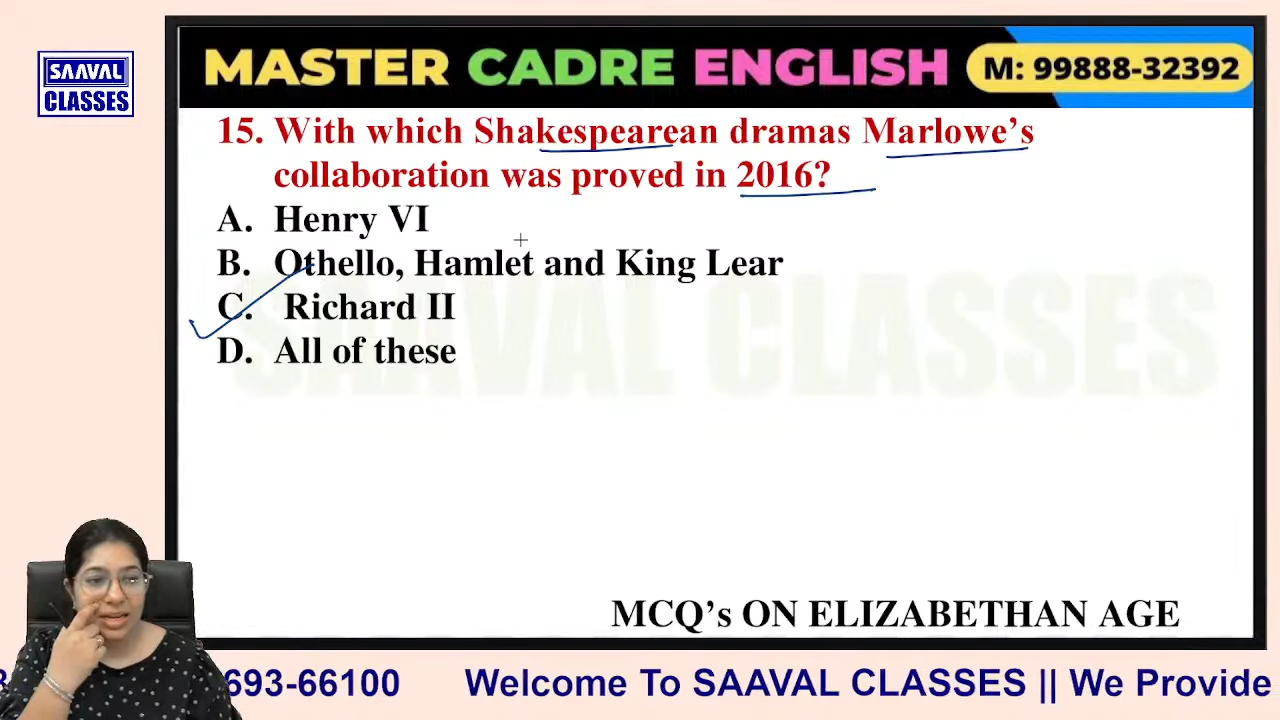 SAAVAL
CLASSES
MASTER CADRE ENGLISH
M: 99888-32392
15. With which Shakespearean dramas Marlowe's
collaboration was proved in 2016?
A. Henry VI
B. Othello, Hamlet and King Lear
C. Richard II
D. All of these
SAAVAL CLASSES
MCQ's ON ELIZABETHAN AGE
693-66100 Welcome To SAAVAL CLASSES || We Provide